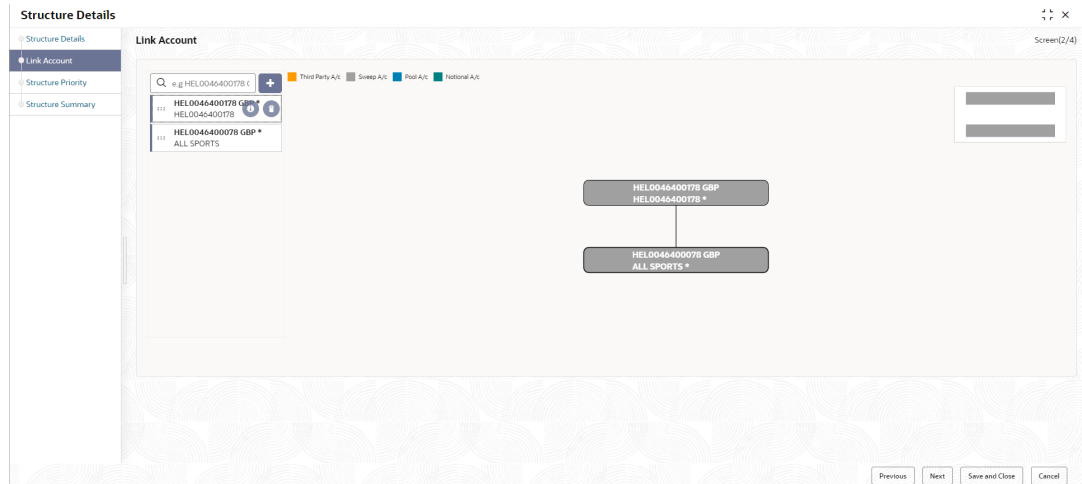 Structure Details
Structure Details
Link Account
Structure Priority
Structure Summary
Link Account
Screen(2/4)
e.g HEL0046400178 (
Third Party A/c
Sweep A/c
Pool A/c
Notional A/c
HEL0046400178 GBP *
HEL0046400178
HEL0046400078 GBP *
ALL SPORTS
HEL0046400178 GBP
HEL0046400178 *
HEL0046400078 GBP
ALL SPORTS *
Previous
Next
Save and Close
Cancel